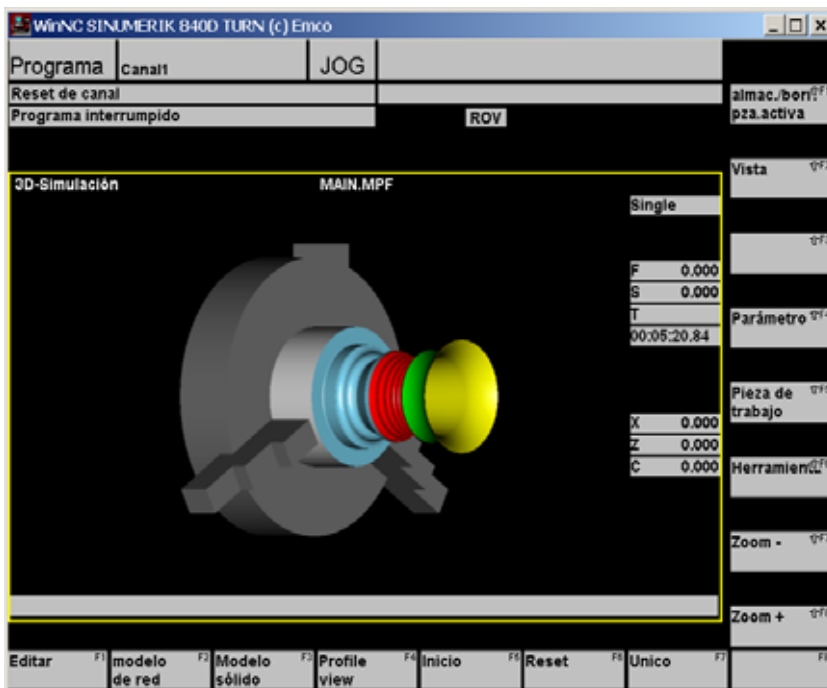 WinNC SINUMERIK 840D TURN (c) Emco
Programa Canal1 JOG
Reset de canal
Programa interrumpido ROV
almac./borr.
pza.activa
3D-Simulación MAIN.MPF
Vista
Single
F 0.000
S 0.000
T
00:05:20.84
Parámetro
Pieza de
trabajo
X 0.000
Z 0.000
C 0.000
Herramient
Zoom -
Zoom +
Editar F1
modelo F2
de red
Modelo F3
sólido
Profile F4
view
Inicio F5
Reset F6
Unico F7